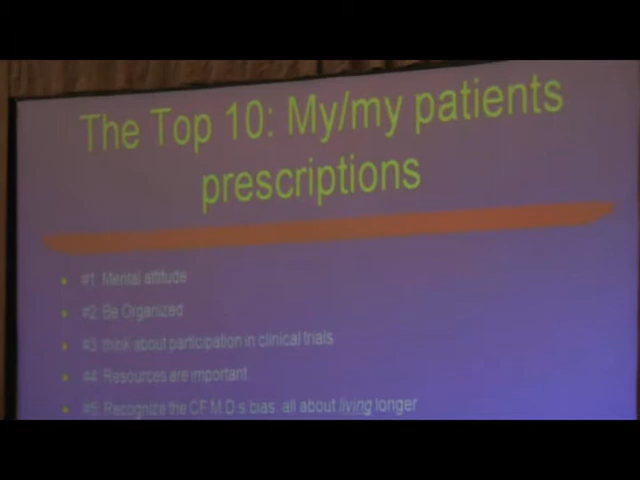 The Top 10: My/my patients
prescriptions
#1: Mental attitude
#2: Be Organized
#3: think about participation in clinical trials
#4: Resources are important
#5: Recognize the CF M.D.s bias: all about living longer